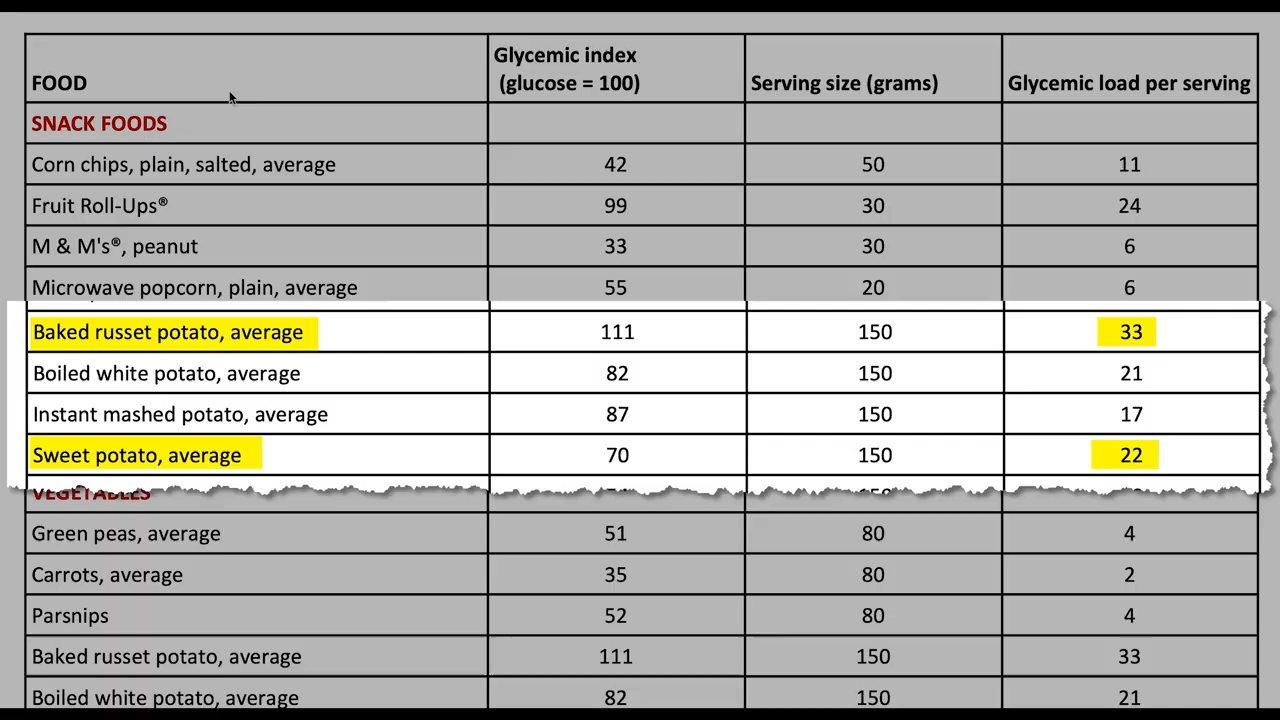 FOOD Glycemic index (glucose = 100) Serving size (grams) Glycemic load per serving
SNACK FOODS
Corn chips, plain, salted, average 42 50 11
Fruit Roll-Ups® 99 30 24
M & M's®, peanut 33 30 6
Microwave popcorn, plain, average 55 20 6
Baked russet potato, average 111 150 33
Boiled white potato, average 82 150 21
Instant mashed potato, average 87 150 17
Sweet potato, average 70 150 22
VEGETABLES
Green peas, average 51 80 4
Carrots, average 35 80 2
Parsnips 52 80 4
Baked russet potato, average 111 150 33
Boiled white potato, average 82 150 21